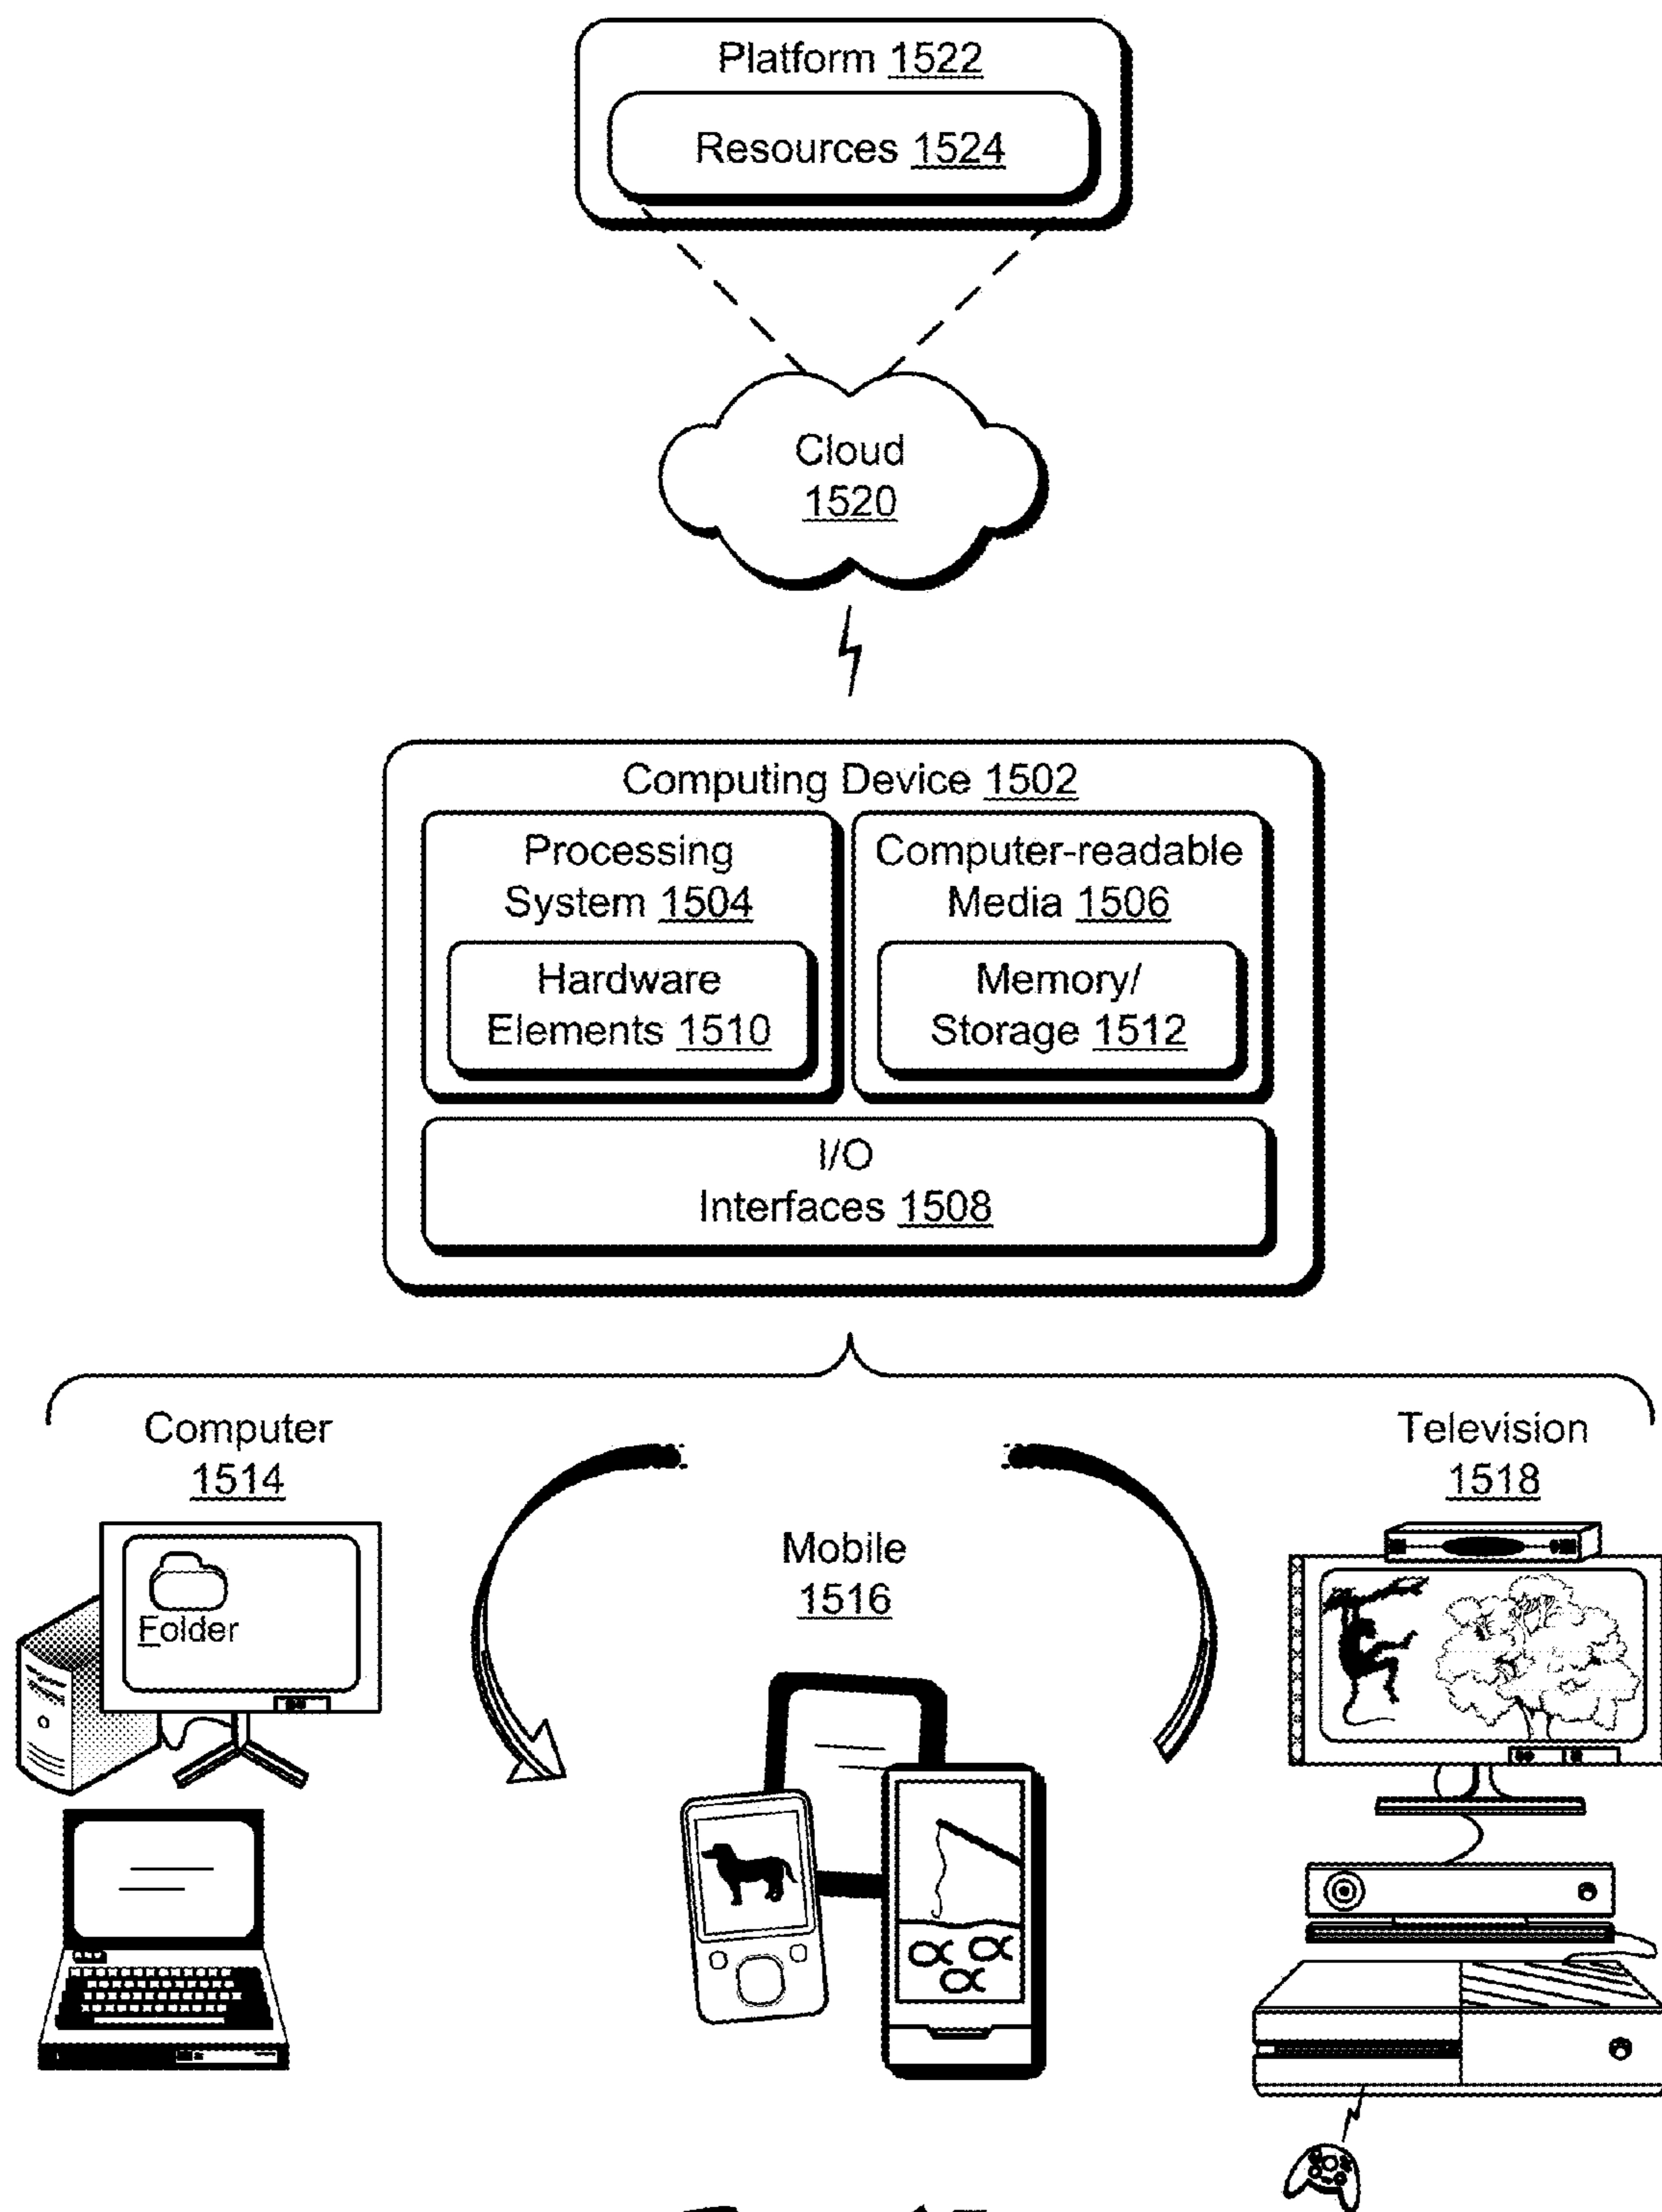 Platform 1522
Resources 1524
Cloud
1520
Computing Device 1502
Processing
System 1504
Hardware
Elements 1510
Computer-readable
Media 1506
Memory/
Storage 1512
I/O
Interfaces 1508
Computer
1514
Mobile
1516
Television
1518
Folder